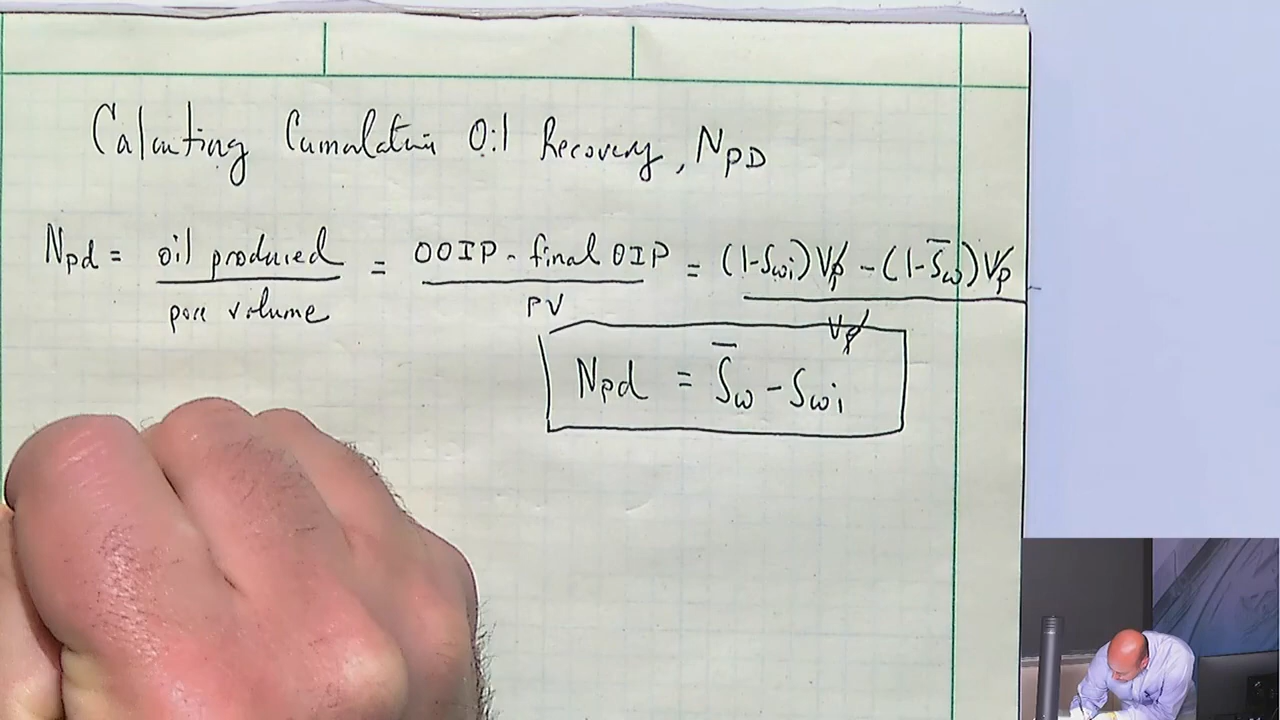 Calculating Cumulative Oil Recovery, NPD
Npd = oil produced / pore volume = OOIP - final OIP / PV = (1-Swi)Vp - (1-S̅w)Vp / Vp
Npd = S̅w - Swi